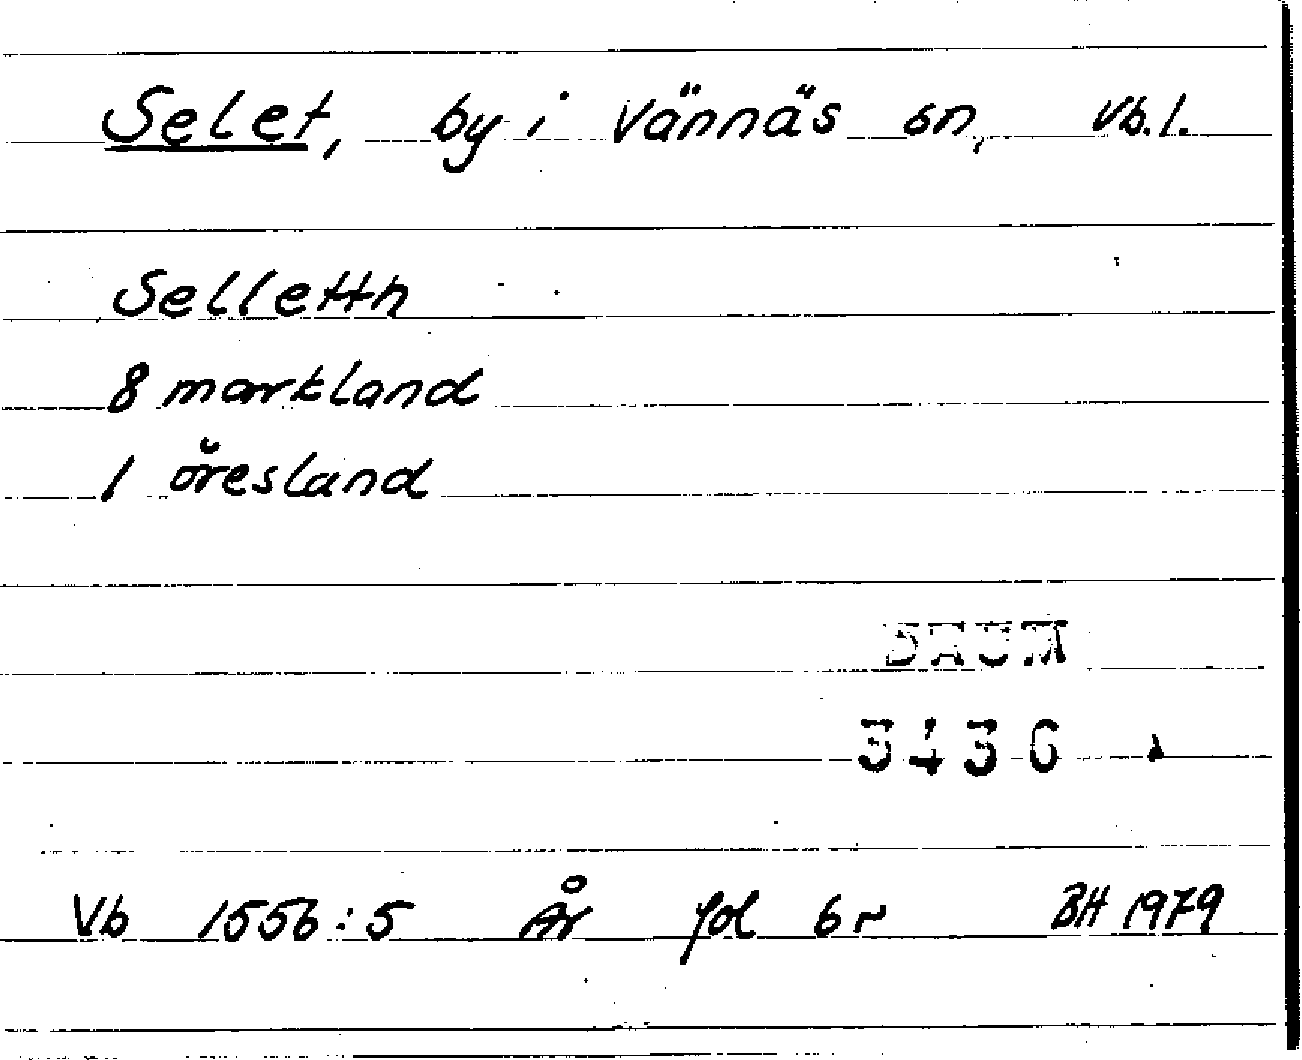 Selet, by i Vännäs sn, Vb.l.
Selletth
8 markland
1 öresland
DAUM
3436
Vb 1556:5 År fol 6r BH 1979